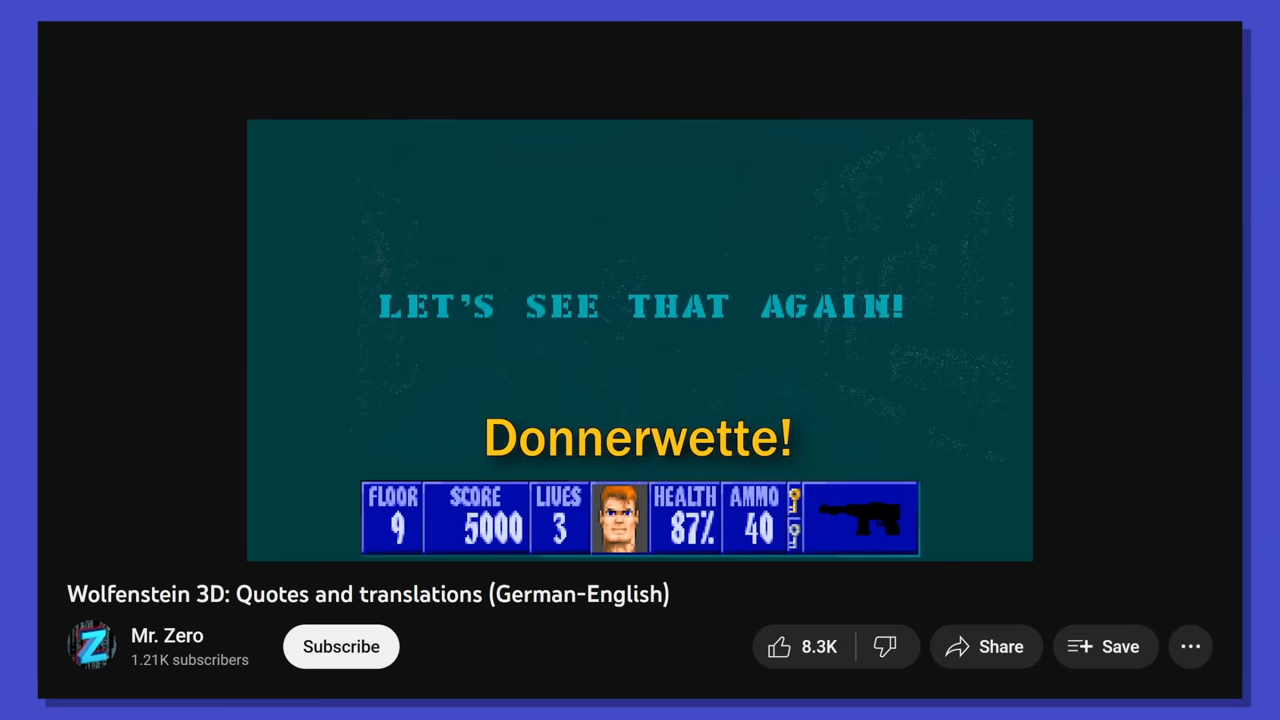 LET'S SEE THAT AGAIN!
Donnerwette!
FLOOR SCORE LIVES HEALTH AMMO
9 5000 3 87% 40
Wolfenstein 3D: Quotes and translations (German-English)
Z
Mr. Zero
1.21K subscribers
Subscribe
8.3K
Share
Save